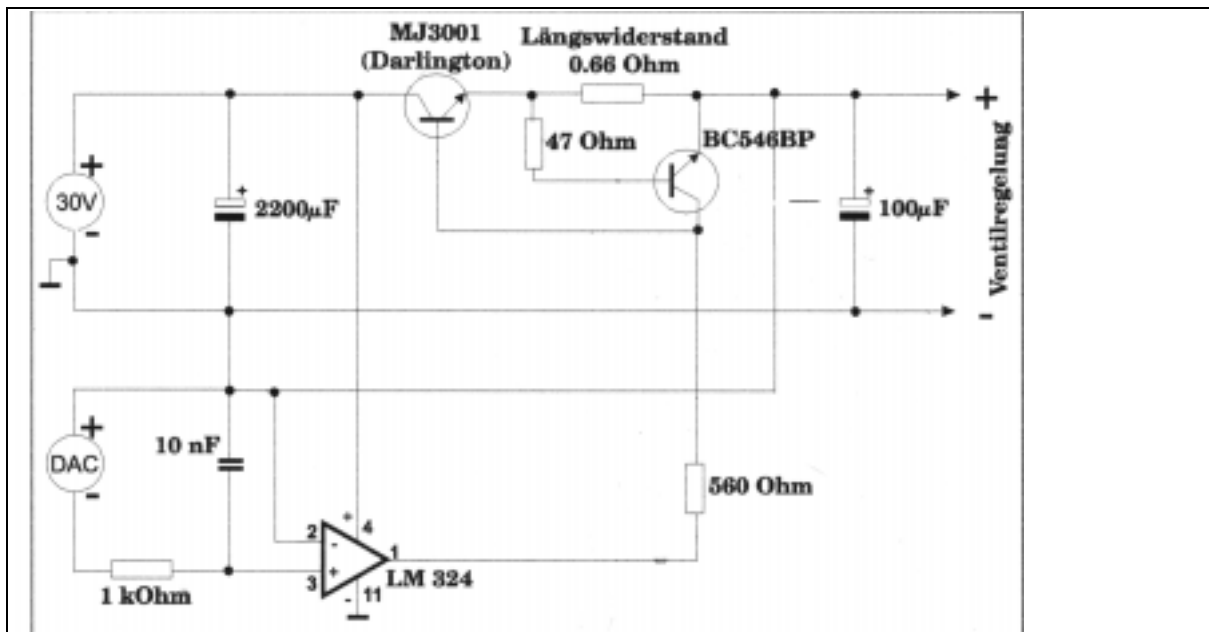 MJ3001
(Darlington)
Längswiderstand
0.66 Ohm
+
47 Ohm
BC546BP
+
30V
-
+
2200µF
+
100µF
Ventilregelung
-
+
DAC
-
10 nF
560 Ohm
2
-
+
4
1
3
+
LM 324
-
11
1 kOhm